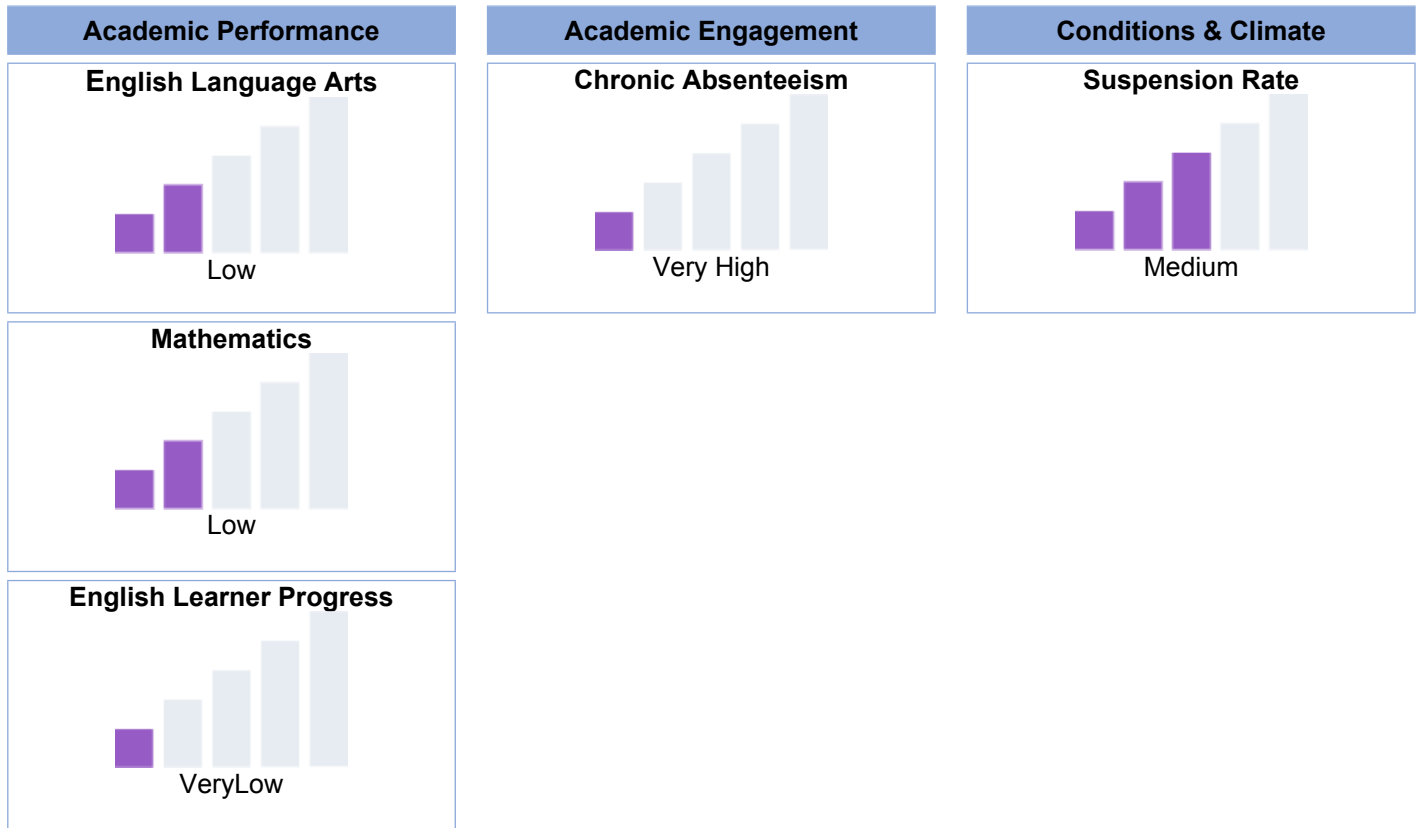 Academic Performance
English Language Arts
Low
Mathematics
Low
English Learner Progress
VeryLow
Academic Engagement
Chronic Absenteeism
Very High
Conditions & Climate
Suspension Rate
Medium